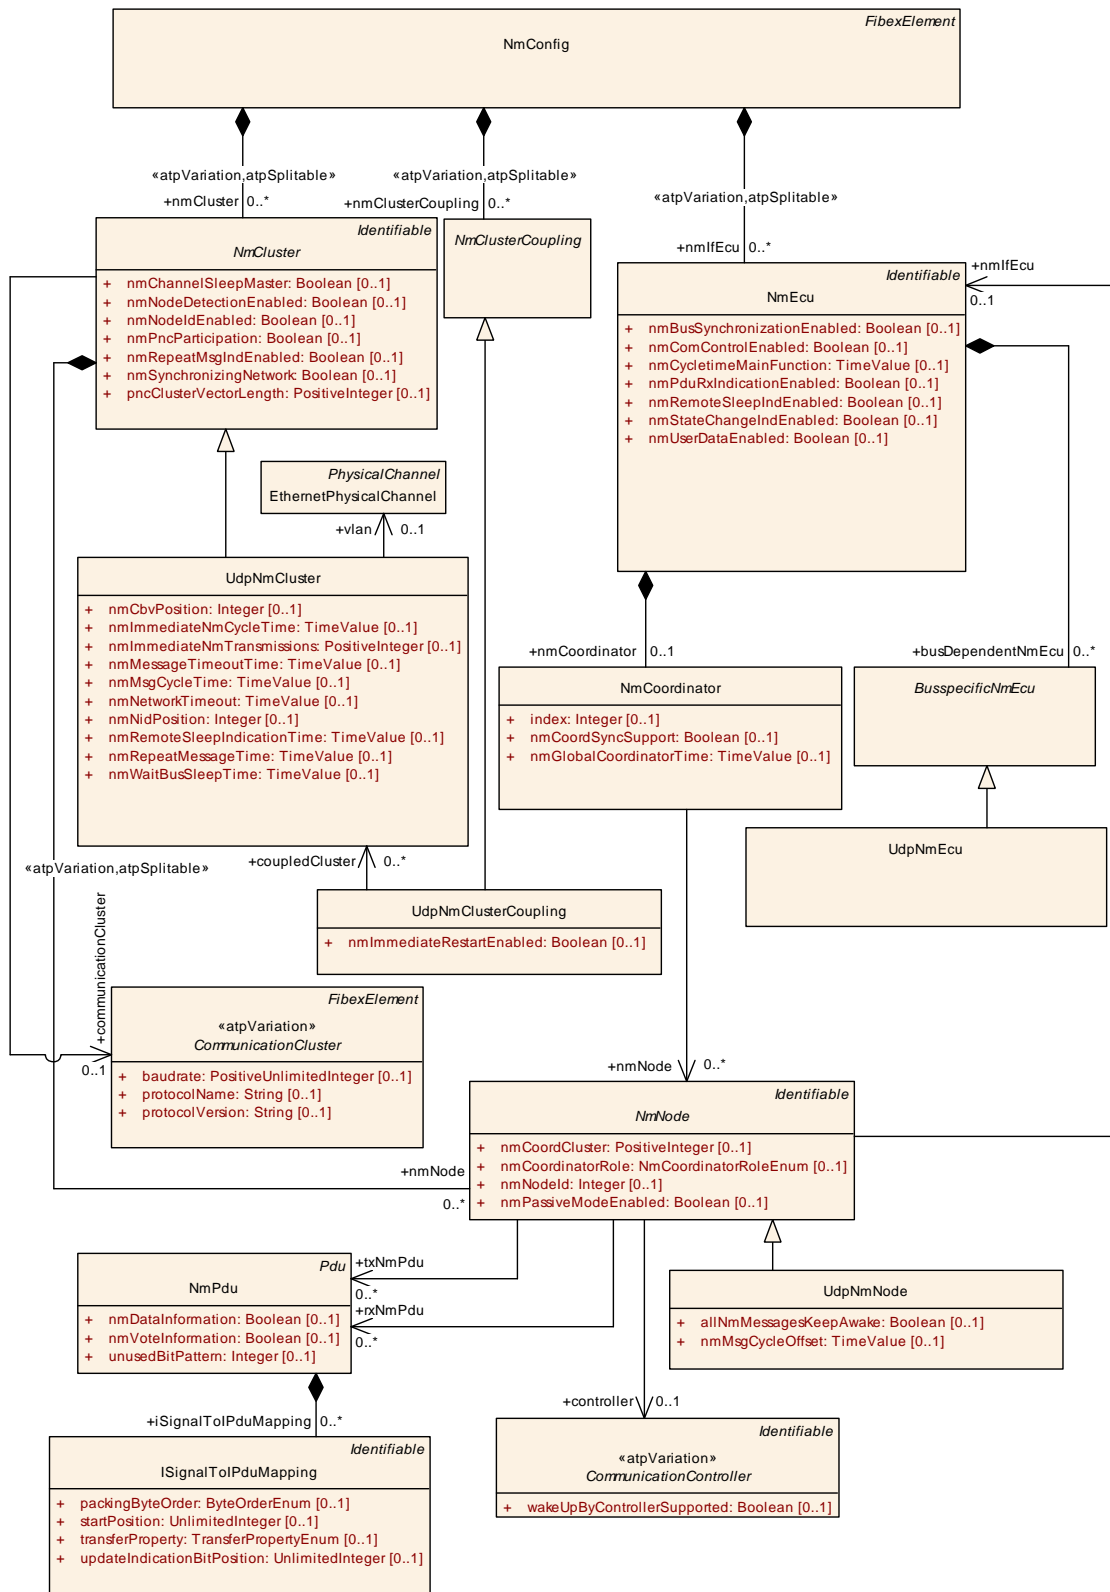 FibexElement
NmConfig
«atpVariation,atpSplitable»
+nmCluster 0..*
«atpVariation,atpSplitable»
+nmClusterCoupling 0..*
«atpVariation,atpSplitable»
+nmIfEcu 0..*
Identifiable
NmCluster
+ nmChannelSleepMaster: Boolean [0..1]
+ nmNodeDetectionEnabled: Boolean [0..1]
+ nmNodeIdEnabled: Boolean [0..1]
+ nmPncParticipation: Boolean [0..1]
+ nmRepeatMsgIndEnabled: Boolean [0..1]
+ nmSynchronizingNetwork: Boolean [0..1]
+ pncClusterVectorLength: PositiveInteger [0..1]
NmClusterCoupling
Identifiable
NmEcu
+ nmBusSynchronizationEnabled: Boolean [0..1]
+ nmComControlEnabled: Boolean [0..1]
+ nmCycletimeMainFunction: TimeValue [0..1]
+ nmPduRxIndicationEnabled: Boolean [0..1]
+ nmRemoteSleepIndEnabled: Boolean [0..1]
+ nmStateChangeIndEnabled: Boolean [0..1]
+ nmUserDataEnabled: Boolean [0..1]
+nmIfEcu
0..1
PhysicalChannel
EthernetPhysicalChannel
+vlan 0..1
UdpNmCluster
+ nmCbvPosition: Integer [0..1]
+ nmImmediateNmCycleTime: TimeValue [0..1]
+ nmImmediateNmTransmissions: PositiveInteger [0..1]
+ nmMessageTimeoutTime: TimeValue [0..1]
+ nmMsgCycleTime: TimeValue [0..1]
+ nmNetworkTimeout: TimeValue [0..1]
+ nmNidPosition: Integer [0..1]
+ nmRemoteSleepIndicationTime: TimeValue [0..1]
+ nmRepeatMessageTime: TimeValue [0..1]
+ nmWaitBusSleepTime: TimeValue [0..1]
+nmCoordinator 0..1
NmCoordinator
+ index: Integer [0..1]
+ nmCoordSyncSupport: Boolean [0..1]
+ nmGlobalCoordinatorTime: TimeValue [0..1]
+busDependentNmEcu 0..*
BusspecificNmEcu
UdpNmEcu
«atpVariation,atpSplitable»
+coupledCluster 0..*
UdpNmClusterCoupling
+ nmImmediateRestartEnabled: Boolean [0..1]
+communicationCluster
0..1
FibexElement
«atpVariation»
CommunicationCluster
+ baudrate: PositiveUnlimitedInteger [0..1]
+ protocolName: String [0..1]
+ protocolVersion: String [0..1]
+nmNode 0..*
Identifiable
NmNode
+ nmCoordCluster: PositiveInteger [0..1]
+ nmCoordinatorRole: NmCoordinatorRoleEnum [0..1]
+ nmNodeId: Integer [0..1]
+ nmPassiveModeEnabled: Boolean [0..1]
+nmNode
0..*
+txNmPdu
0..*
+rxNmPdu
0..*
Pdu
NmPdu
+ nmDataInformation: Boolean [0..1]
+ nmVoteInformation: Boolean [0..1]
+ unusedBitPattern: Integer [0..1]
UdpNmNode
+ allNmMessagesKeepAwake: Boolean [0..1]
+ nmMsgCycleOffset: TimeValue [0..1]
+iSignalToIPduMapping 0..*
Identifiable
ISignalToIPduMapping
+ packingByteOrder: ByteOrderEnum [0..1]
+ startPosition: UnlimitedInteger [0..1]
+ transferProperty: TransferPropertyEnum [0..1]
+ updateIndicationBitPosition: UnlimitedInteger [0..1]
+controller 0..1
Identifiable
«atpVariation»
CommunicationController
+ wakeUpByControllerSupported: Boolean [0..1]